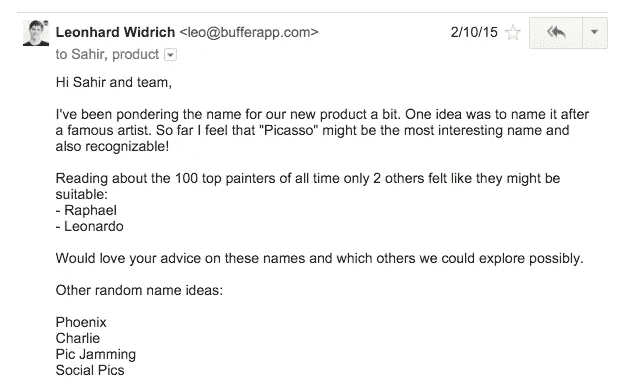 Leonhard Widrich <leo@bufferapp.com> 2/10/15
to Sahir, product
Hi Sahir and team,
I've been pondering the name for our new product a bit. One idea was to name it after
a famous artist. So far I feel that "Picasso" might be the most interesting name and
also recognizable!
Reading about the 100 top painters of all time only 2 others felt like they might be
suitable:
- Raphael
- Leonardo
Would love your advice on these names and which others we could explore possibly.
Other random name ideas:
Phoenix
Charlie
Pic Jamming
Social Pics